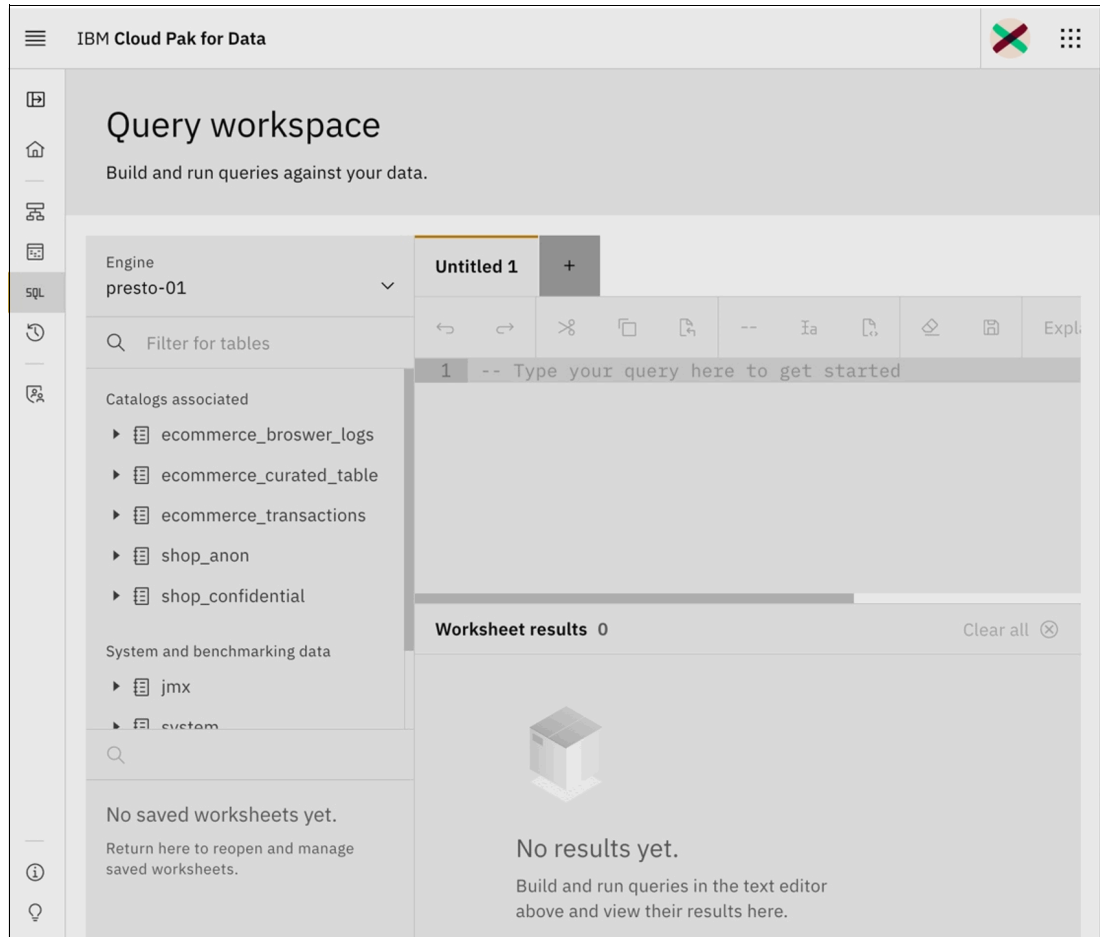 IBM Cloud Pak for Data
Query workspace
Build and run queries against your data.
SQL
Engine
presto-01
Filter for tables
Catalogs associated
ecommerce_broswer_logs
ecommerce_curated_table
ecommerce_transactions
shop_anon
shop_confidential
System and benchmarking data
jmx
system
No saved worksheets yet.
Return here to reopen and manage
saved worksheets.
Untitled 1
+
-- Ia Expla
1 -- Type your query here to get started
Worksheet results 0
Clear all
No results yet.
Build and run queries in the text editor
above and view their results here.